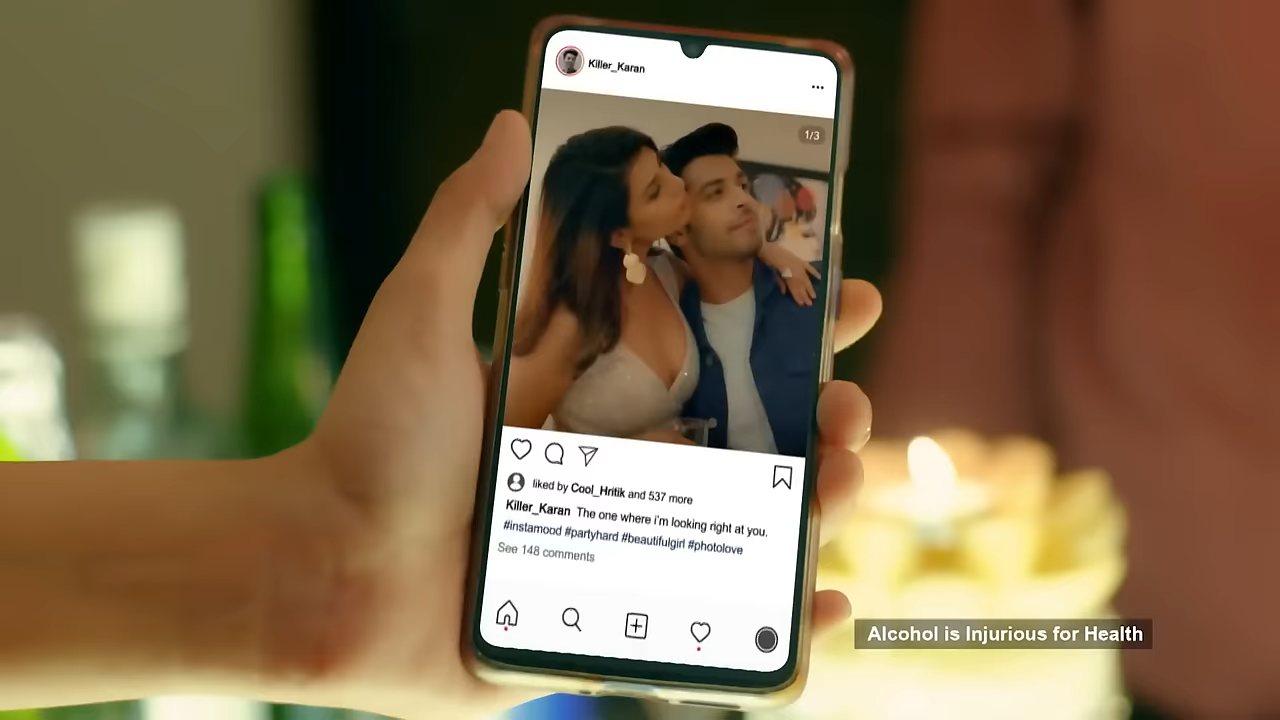 Killer_Karan
1/3
liked by Cool_Hritik and 537 more
Killer_Karan The one where i'm looking right at you.
#instamood #partyhard #beautifulgirl #photolove
See 148 comments
Alcohol is Injurious for Health